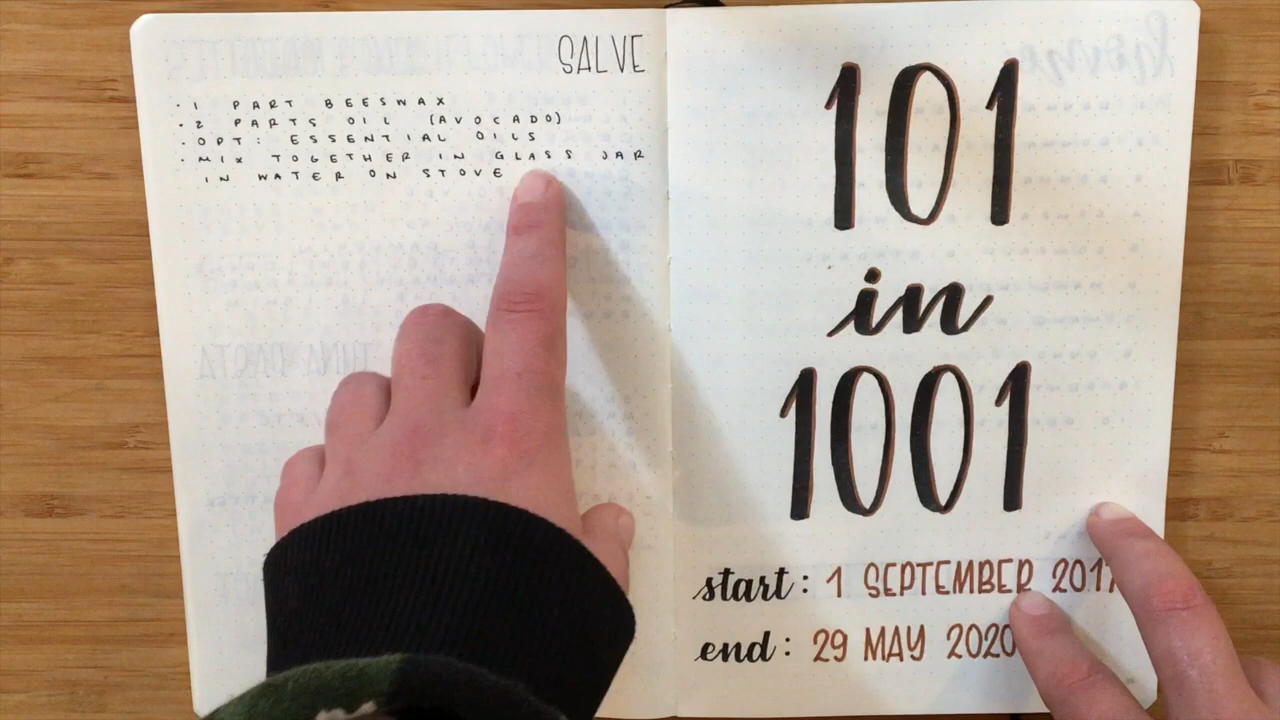 SALVE
· 1 PART BEESWAX
· 2 PARTS OIL (AVOCADO)
· OPT: ESSENTIAL OILS
· MIX TOGETHER IN GLASS JAR
IN WATER ON STOVE
101
in
1001
start: 1 SEPTEMBER 2017
end: 29 MAY 2020